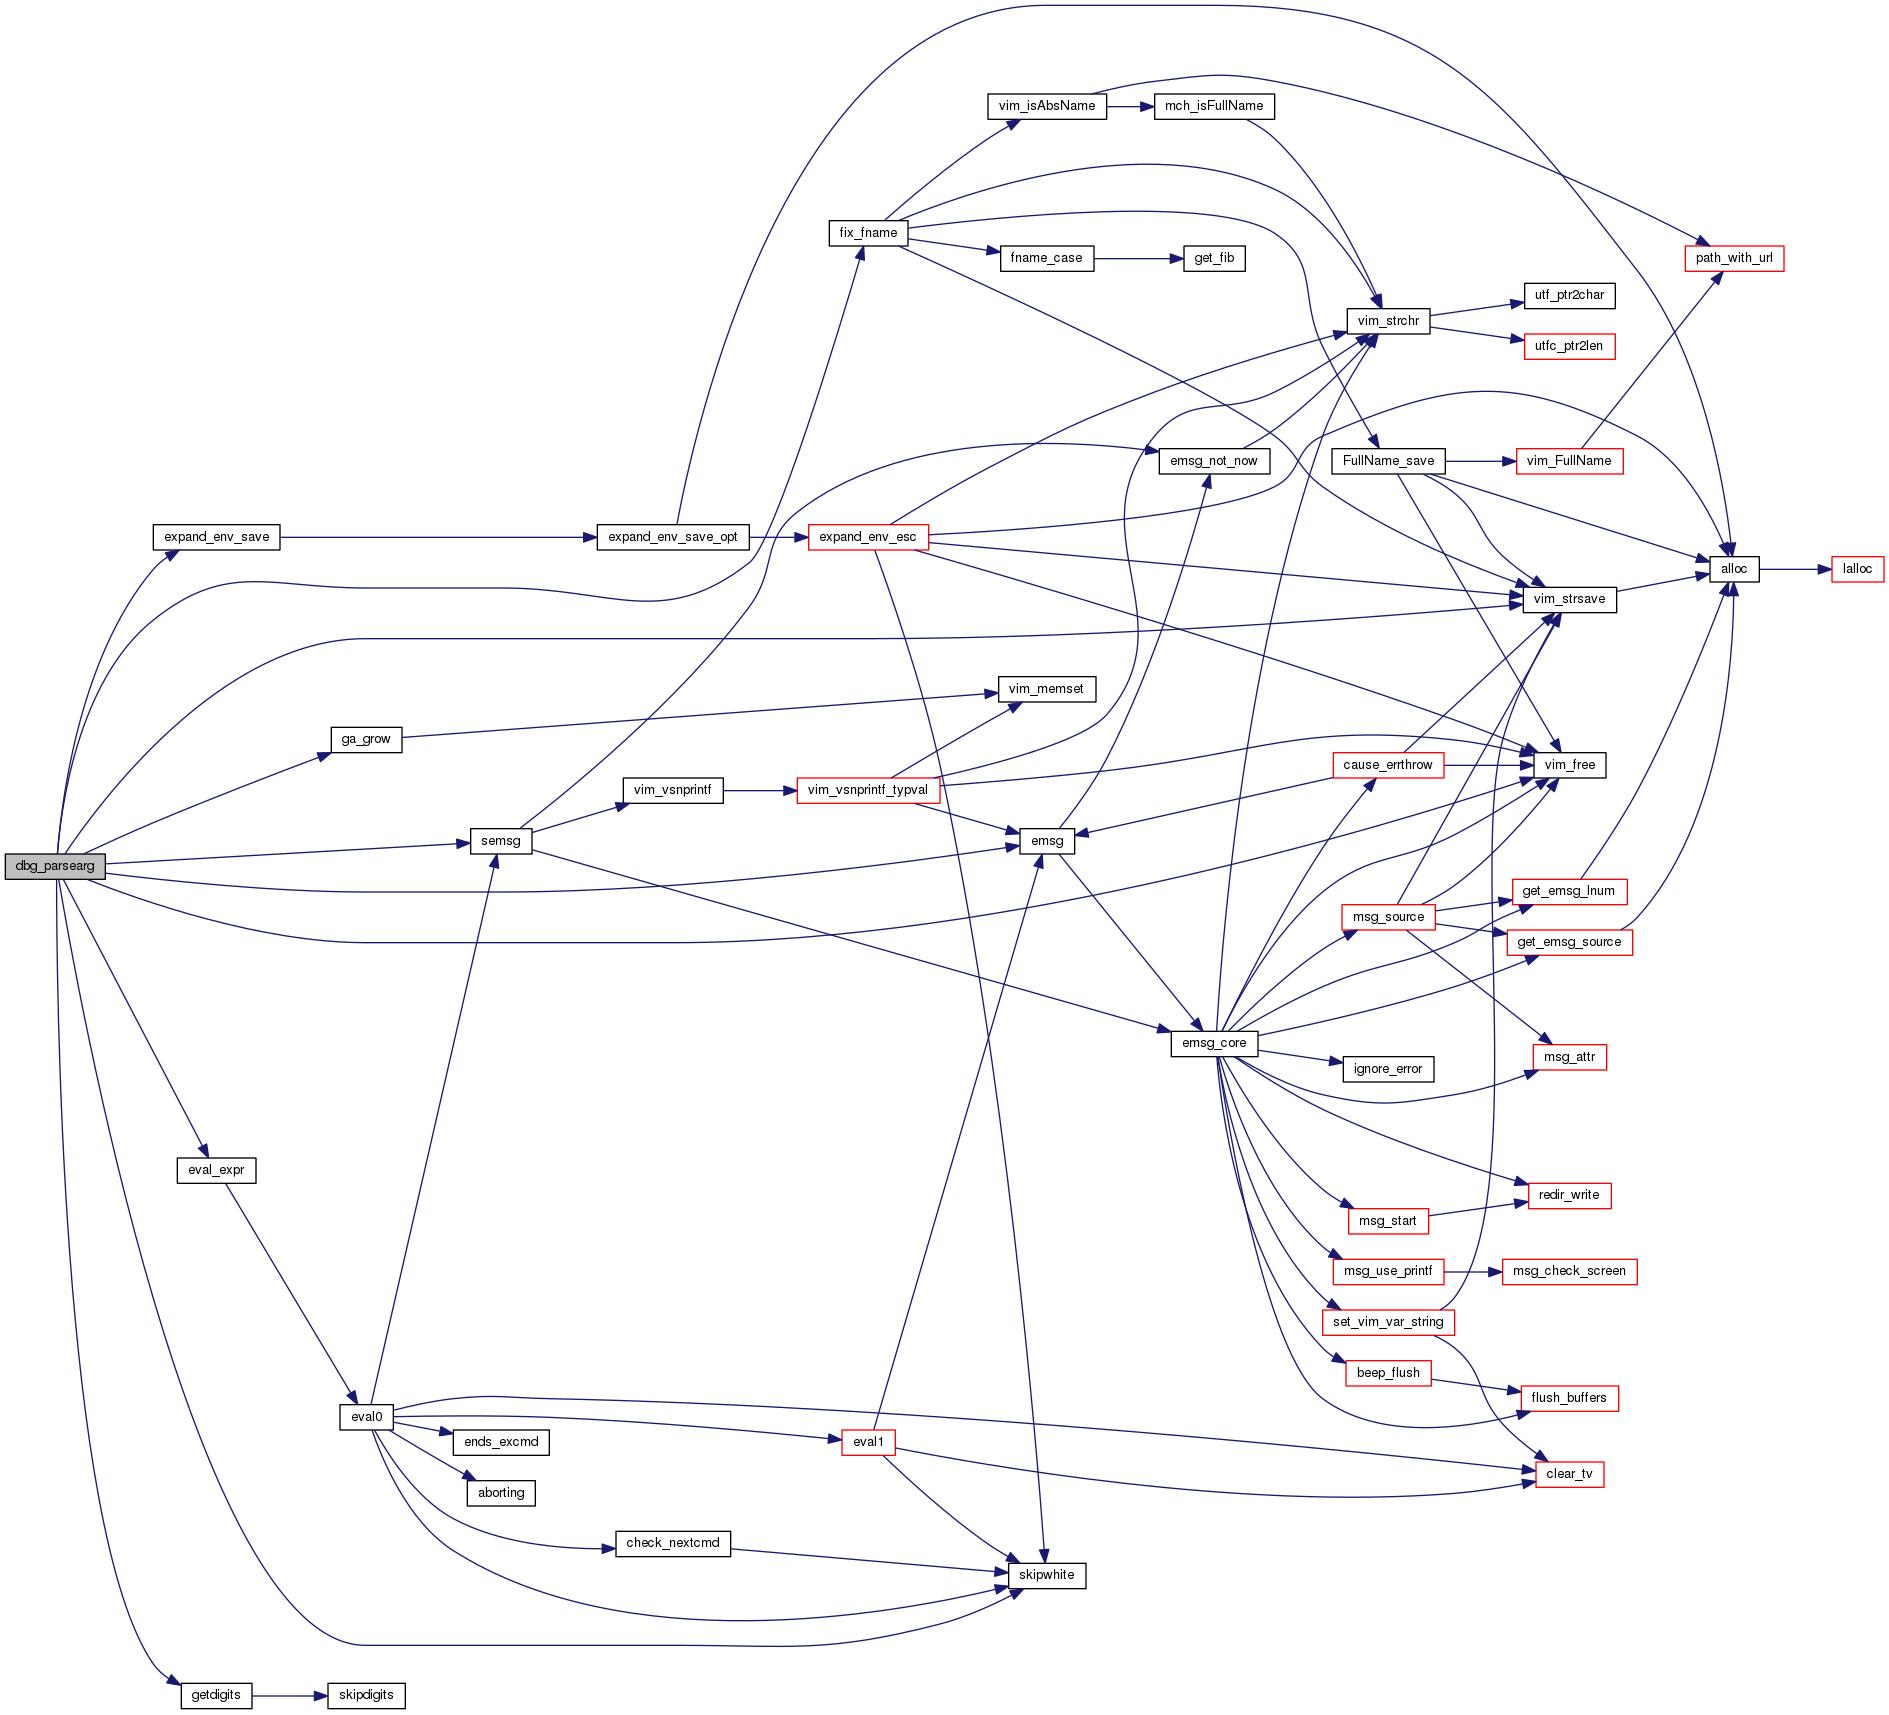 vim_isAbsName
mch_isFullName
fix_fname
path_with_url
fname_case
get_fib
utf_ptr2char
vim_strchr
utfc_ptr2len
emsg_not_now
FullName_save
vim_FullName
expand_env_save
expand_env_save_opt
expand_env_esc
alloc
lalloc
vim_strsave
vim_memset
ga_grow
cause_errthrow
vim_free
vim_vsnprintf
vim_vsnprintf_typval
semsg
emsg
dbg_parsearg
get_emsg_lnum
msg_source
get_emsg_source
emsg_core
msg_attr
ignore_error
eval_expr
redir_write
msg_start
msg_use_printf
msg_check_screen
set_vim_var_string
beep_flush
flush_buffers
eval0
ends_excmd
eval1
clear_tv
aborting
check_nextcmd
skipwhite
getdigits
skipdigits